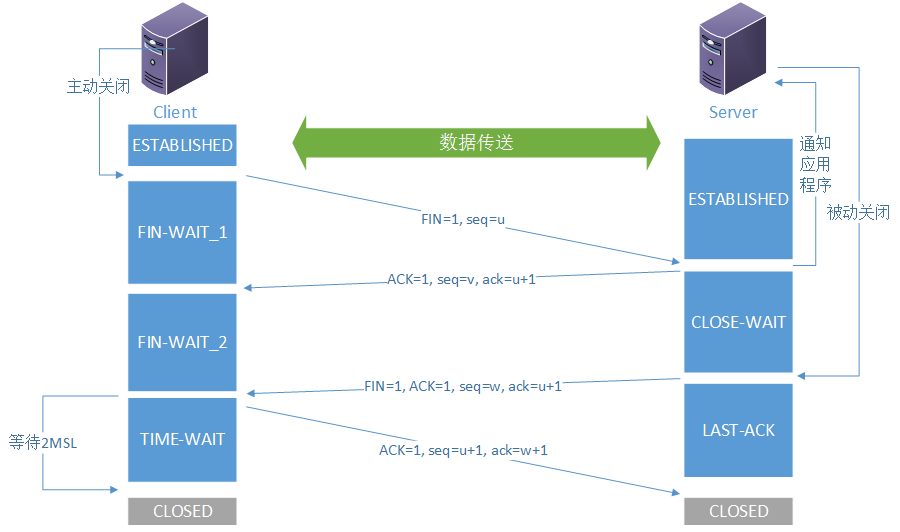 主动关闭
Client
Server
ESTABLISHED
数据传送
通知
应用
程序
ESTABLISHED
被动关闭
FIN=1, seq=u
FIN-WAIT_1
ACK=1, seq=v, ack=u+1
CLOSE-WAIT
FIN-WAIT_2
FIN=1, ACK=1, seq=w, ack=u+1
等待2MSL
TIME-WAIT
LAST-ACK
ACK=1, seq=u+1, ack=w+1
CLOSED
CLOSED